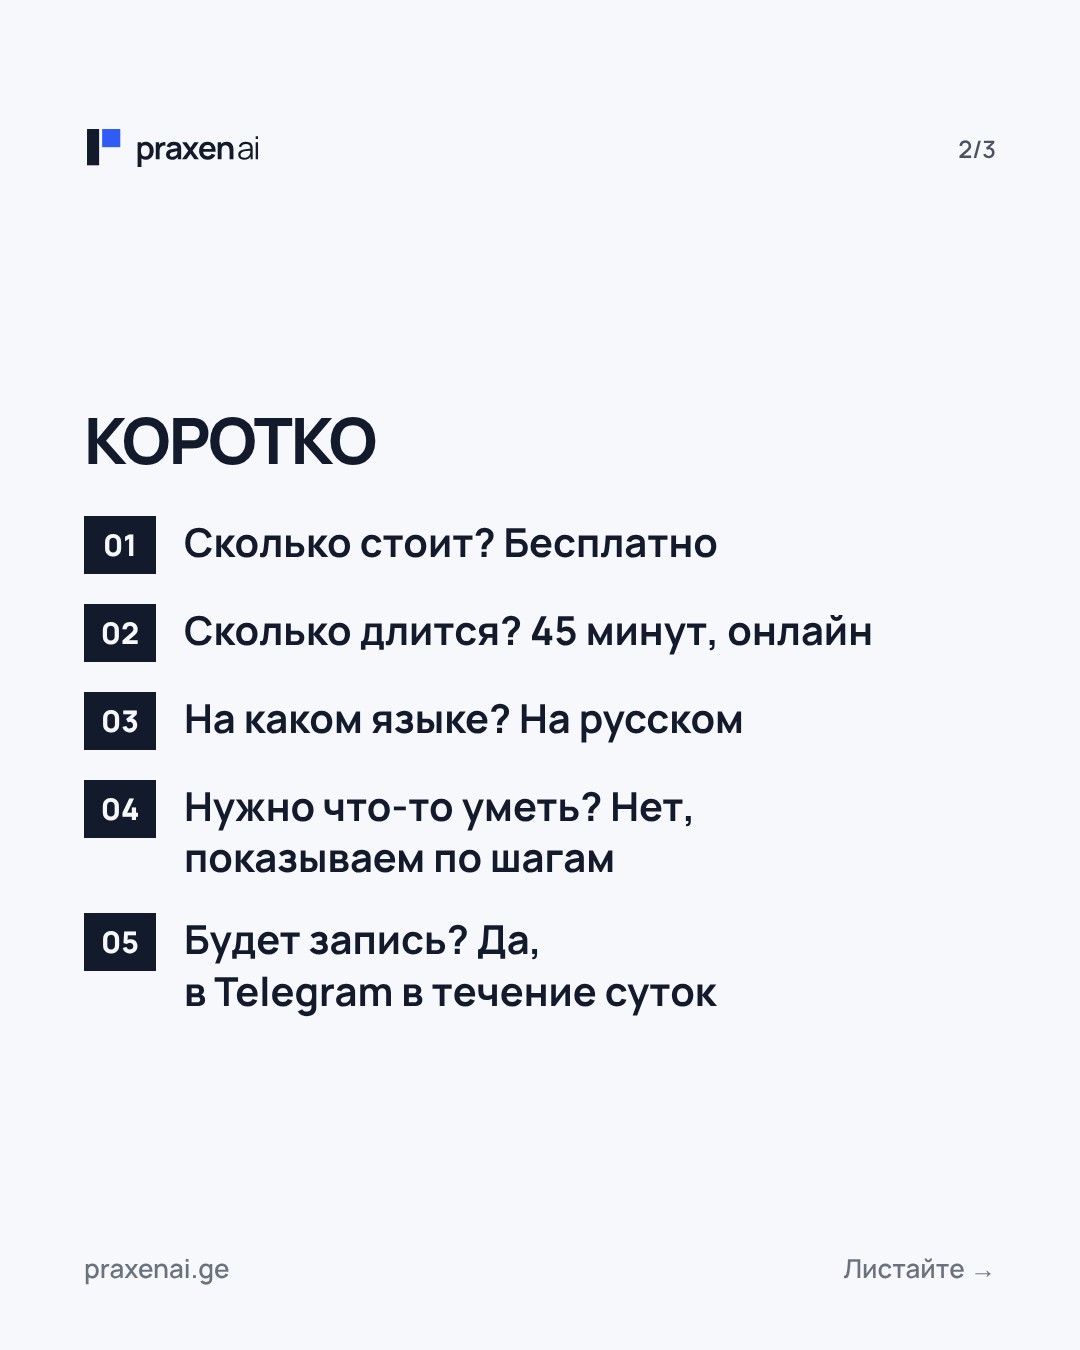 praxen ai
2/3
КОРОТКО
01 Сколько стоит? Бесплатно
02 Сколько длится? 45 минут, онлайн
03 На каком языке? На русском
04 Нужно что-то уметь? Нет,
показываем по шагам
05 Будет запись? Да,
в Telegram в течение суток
praxenai.ge
Листайте →